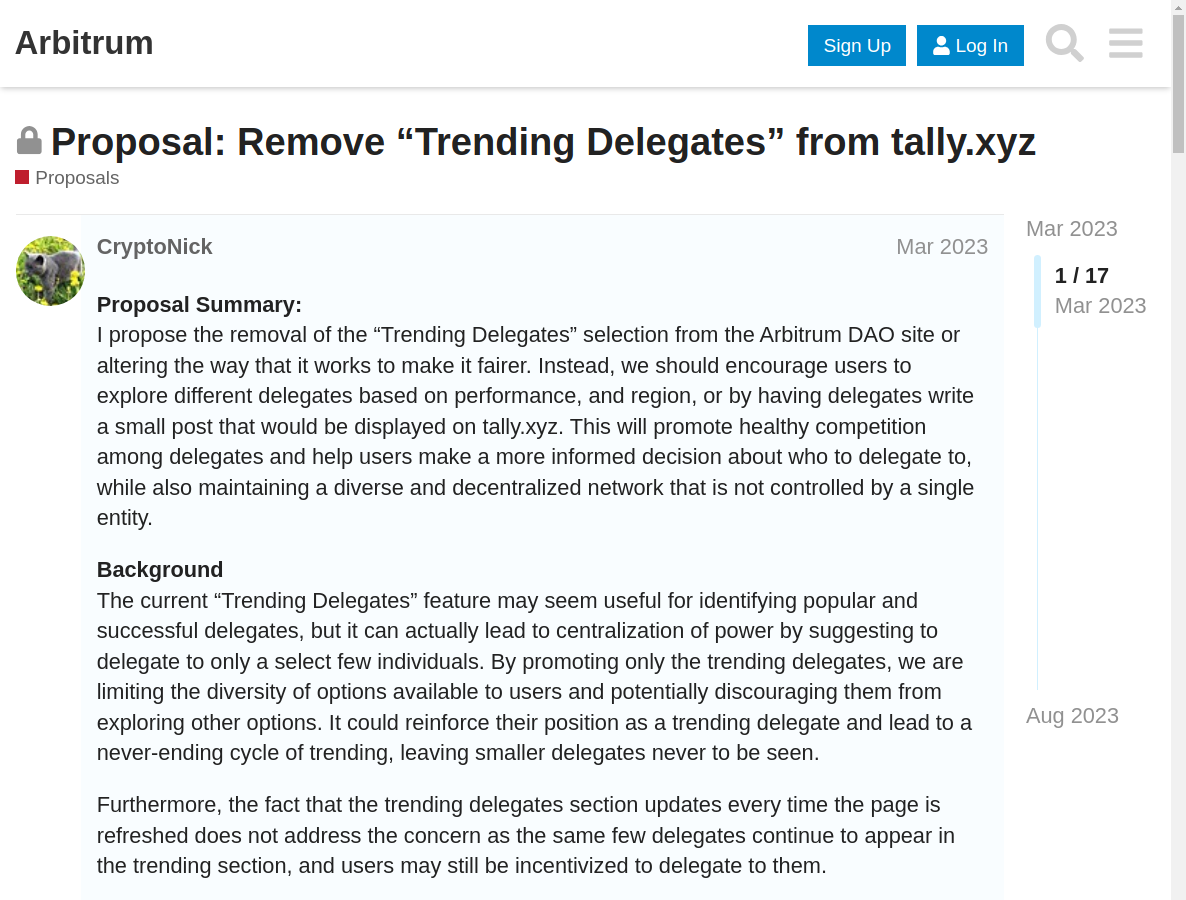 Arbitrum
Sign Up
Log In
Proposal: Remove “Trending Delegates” from tally.xyz
Proposals
CryptoNick
Mar 2023
Proposal Summary:
I propose the removal of the “Trending Delegates” selection from the Arbitrum DAO site or
altering the way that it works to make it fairer. Instead, we should encourage users to
explore different delegates based on performance, and region, or by having delegates write
a small post that would be displayed on tally.xyz. This will promote healthy competition
among delegates and help users make a more informed decision about who to delegate to,
while also maintaining a diverse and decentralized network that is not controlled by a single
entity.
Background
The current “Trending Delegates” feature may seem useful for identifying popular and
successful delegates, but it can actually lead to centralization of power by suggesting to
delegate to only a select few individuals. By promoting only the trending delegates, we are
limiting the diversity of options available to users and potentially discouraging them from
exploring other options. It could reinforce their position as a trending delegate and lead to a
never-ending cycle of trending, leaving smaller delegates never to be seen.
Furthermore, the fact that the trending delegates section updates every time the page is
refreshed does not address the concern as the same few delegates continue to appear in
the trending section, and users may still be incentivized to delegate to them.
Mar 2023
1 / 17
Mar 2023
Aug 2023